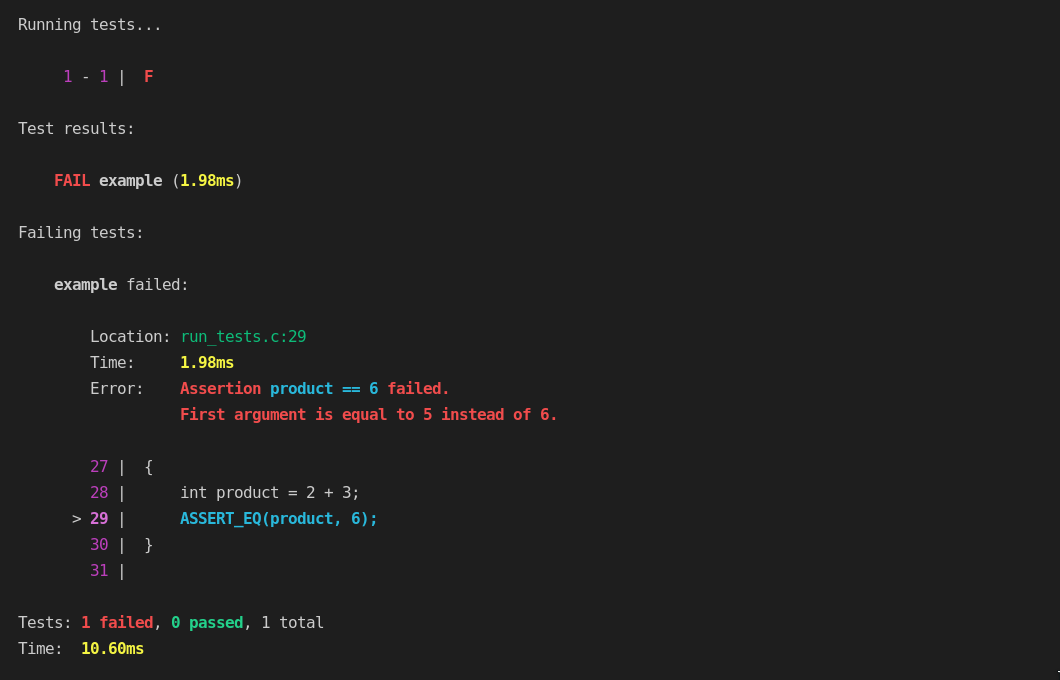 Running tests...
1 - 1 | F
Test results:
FAIL example (1.98ms)
Failing tests:
example failed:
Location: run_tests.c:29
Time: 1.98ms
Error: Assertion product == 6 failed.
First argument is equal to 5 instead of 6.
27 | {
28 | int product = 2 + 3;
> 29 | ASSERT_EQ(product, 6);
30 | }
31 |
Tests: 1 failed, 0 passed, 1 total
Time: 10.60ms